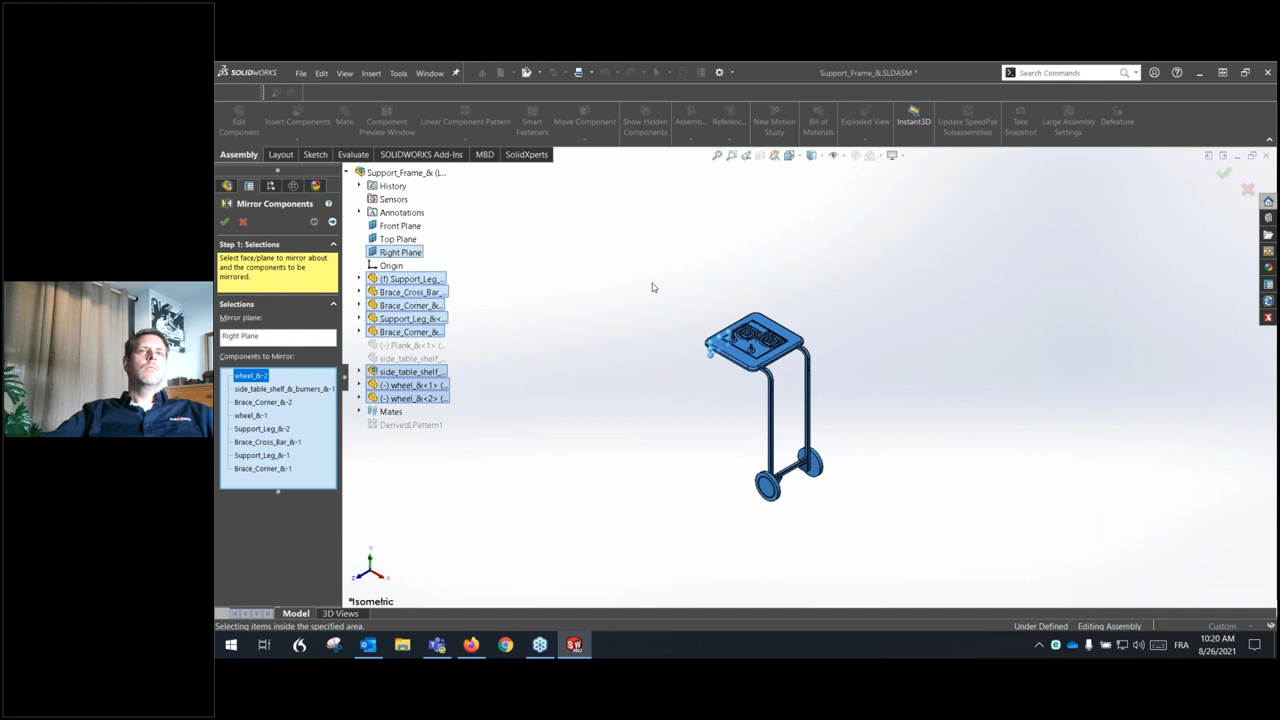 SOLIDWORKS
File Edit View Insert Tools Window
Support_Frame_&.SLDASM *
Search Commands
Edit Component
Insert Components
Mate
Component Preview Window
Linear Component Pattern
Smart Fasteners
Move Component
Show Hidden Components
Assemb...
Referenc...
New Motion Study
Bill of Materials
Exploded View
Instant3D
Update SpeedPak Subassemblies
Take Snapshot
Large Assembly Settings
Defeature
Assembly Layout Sketch Evaluate SOLIDWORKS Add-Ins MBD SolidXperts
Mirror Components
Step 1: Selections
Select face/plane to mirror about
and the components to be
mirrored.
Selections
Mirror plane:
Right Plane
Components to Mirror:
wheel_&-2
side_table_shelf_&_burners_&-1
Brace_Corner_&-2
wheel_&-1
Support_Leg_&-2
Brace_Cross_Bar_&-1
Support_Leg_&-1
Brace_Corner_&-1
Support_Frame_& (L...
History
Sensors
Annotations
Front Plane
Top Plane
Right Plane
Origin
(f) Support_Leg_...
Brace_Cross_Bar_...
Brace_Corner_&...
Support_Leg_&<...
Brace_Corner_&...
(-) Plank_&<1> (...
side_table_shelf_...
side_table_shelf_...
(-) wheel_&<1> (...
(-) wheel_&<2> (...
Mates
DerivedLPattern1
Y
Z
X
*Isometric
Model 3D Views
Selecting items inside the specified area.
Under Defined Editing Assembly Custom
FRA
10:20 AM
8/26/2021